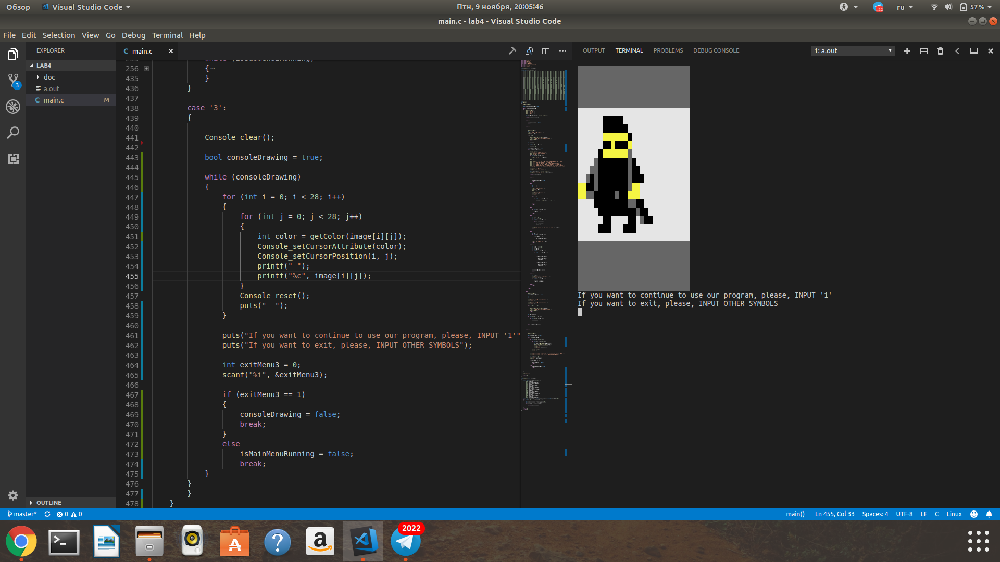 Обзор Visual Studio Code Птн, 9 ноября, 20:05:46 22 ru 57 %
main.c - lab4 - Visual Studio Code
File Edit Selection View Go Debug Terminal Help
EXPLORER
LAB4
doc
a.out
main.c M
3
OUTLINE
main.c
256 {
435 }
436 }
437
438 case '3':
439 {
440
441 Console_clear();
442
443 bool consoleDrawing = true;
444
445 while (consoleDrawing)
446 {
447 for (int i = 0; i < 28; i++)
448 {
449 for (int j = 0; j < 28; j++)
450 {
451 int color = getColor(image[i][j]);
452 Console_setCursorAttribute(color);
453 Console_setCursorPosition(i, j);
454 printf(" ");
455 printf("%c", image[i][j]);
456 }
457 Console_reset();
458 puts("  ");
459 }
460
461 puts("If you want to continue to use our program, please, INPUT '1'"
462 puts("If you want to exit, please, INPUT OTHER SYMBOLS");
463
464 int exitMenu3 = 0;
465 scanf("%i", &exitMenu3);
466
467 if (exitMenu3 == 1)
468 {
469 consoleDrawing = false;
470 break;
471 }
472 else
473 isMainMenuRunning = false;
474 break;
475 }
476 }
477 }
478 }
OUTPUT TERMINAL PROBLEMS DEBUG CONSOLE 1: a.out
If you want to continue to use our program, please, INPUT '1'
If you want to exit, please, INPUT OTHER SYMBOLS
master* 0 0 main() Ln 455, Col 33 Spaces: 4 UTF-8 LF C Linux
2022